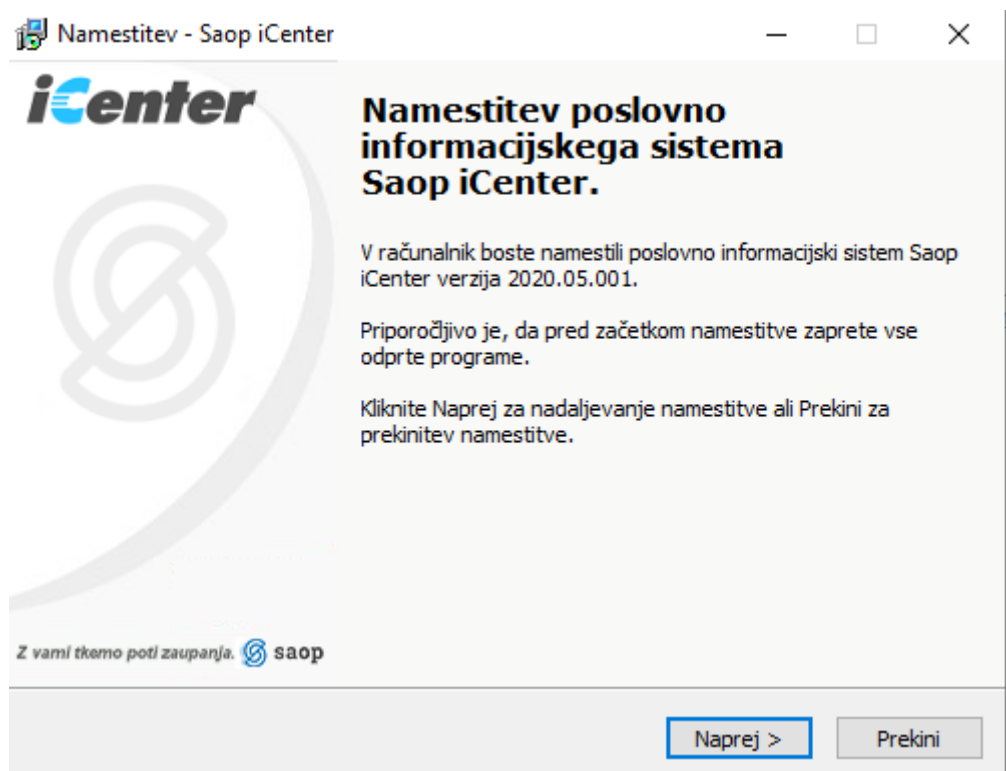 Namestitev - Saop iCenter
iCenter
Namestitev poslovno
informacijskega sistema
Saop iCenter.
V računalnik boste namestili poslovno informacijski sistem Saop
iCenter verzija 2020.05.001.
Priporočljivo je, da pred začetkom namestitve zaprete vse
odprte programe.
Kliknite Naprej za nadaljevanje namestitve ali Prekini za
prekinitev namestitve.
Z vami tkemo poti zaupanja. saop
Naprej > Prekini